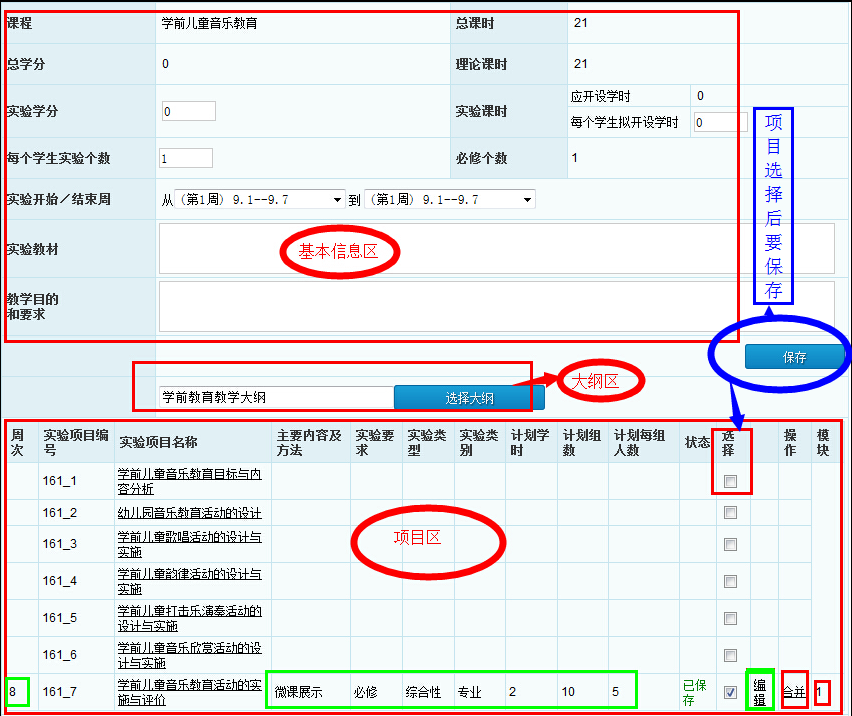 课程 学前儿童音乐教育 总课时 21
总学分 0 理论课时 21
实验学分 0 实验课时 应开设学时 0
每个学生拟开设学时 0
每个学生实验个数 1 必修个数 1
实验开始／结束周 从 (第1周) 9.1--9.7 到 (第1周) 9.1--9.7
实验教材
基本信息区
教学目的
和要求
项目选择后要保存
保存
学前教育教学大纲 选择大纲
大纲区
周次 实验项目编号 实验项目名称 主要内容及方法 实验要求 实验类型 实验类别 计划学时 计划组数 计划每组人数 状态 选择 操作 模块
161_1 学前儿童音乐教育目标与内
容分析
161_2 幼儿园音乐教育活动的设计
161_3 学前儿童歌唱活动的设计与
实施
项目区
161_4 学前儿童韵律活动的设计与
实施
161_5 学前儿童打击乐演奏活动的
设计与实施
161_6 学前儿童音乐欣赏活动的设
计与实施
8 161_7 学前儿童音乐教育活动的实
施与评价
微课展示 必修 综合性 专业 2 10 5 已保存 编辑 合并 1